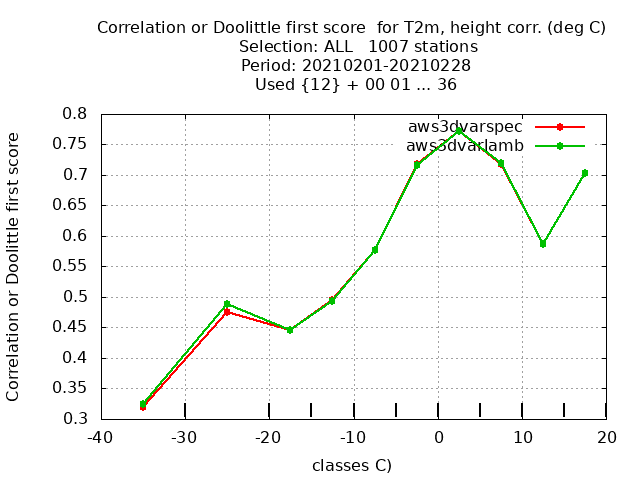 Correlation or Doolittle first score  for T2m, height corr. (deg C)
Selection: ALL   1007 stations
Period: 20210201-20210228
Used {12} + 00 01 ... 36
Correlation or Doolittle first score
aws3dvarspec
aws3dvarlamb
0.8
0.75
0.7
0.65
0.6
0.55
0.5
0.45
0.4
0.35
0.3
-40
-30
-20
-10
0
10
20
classes C)